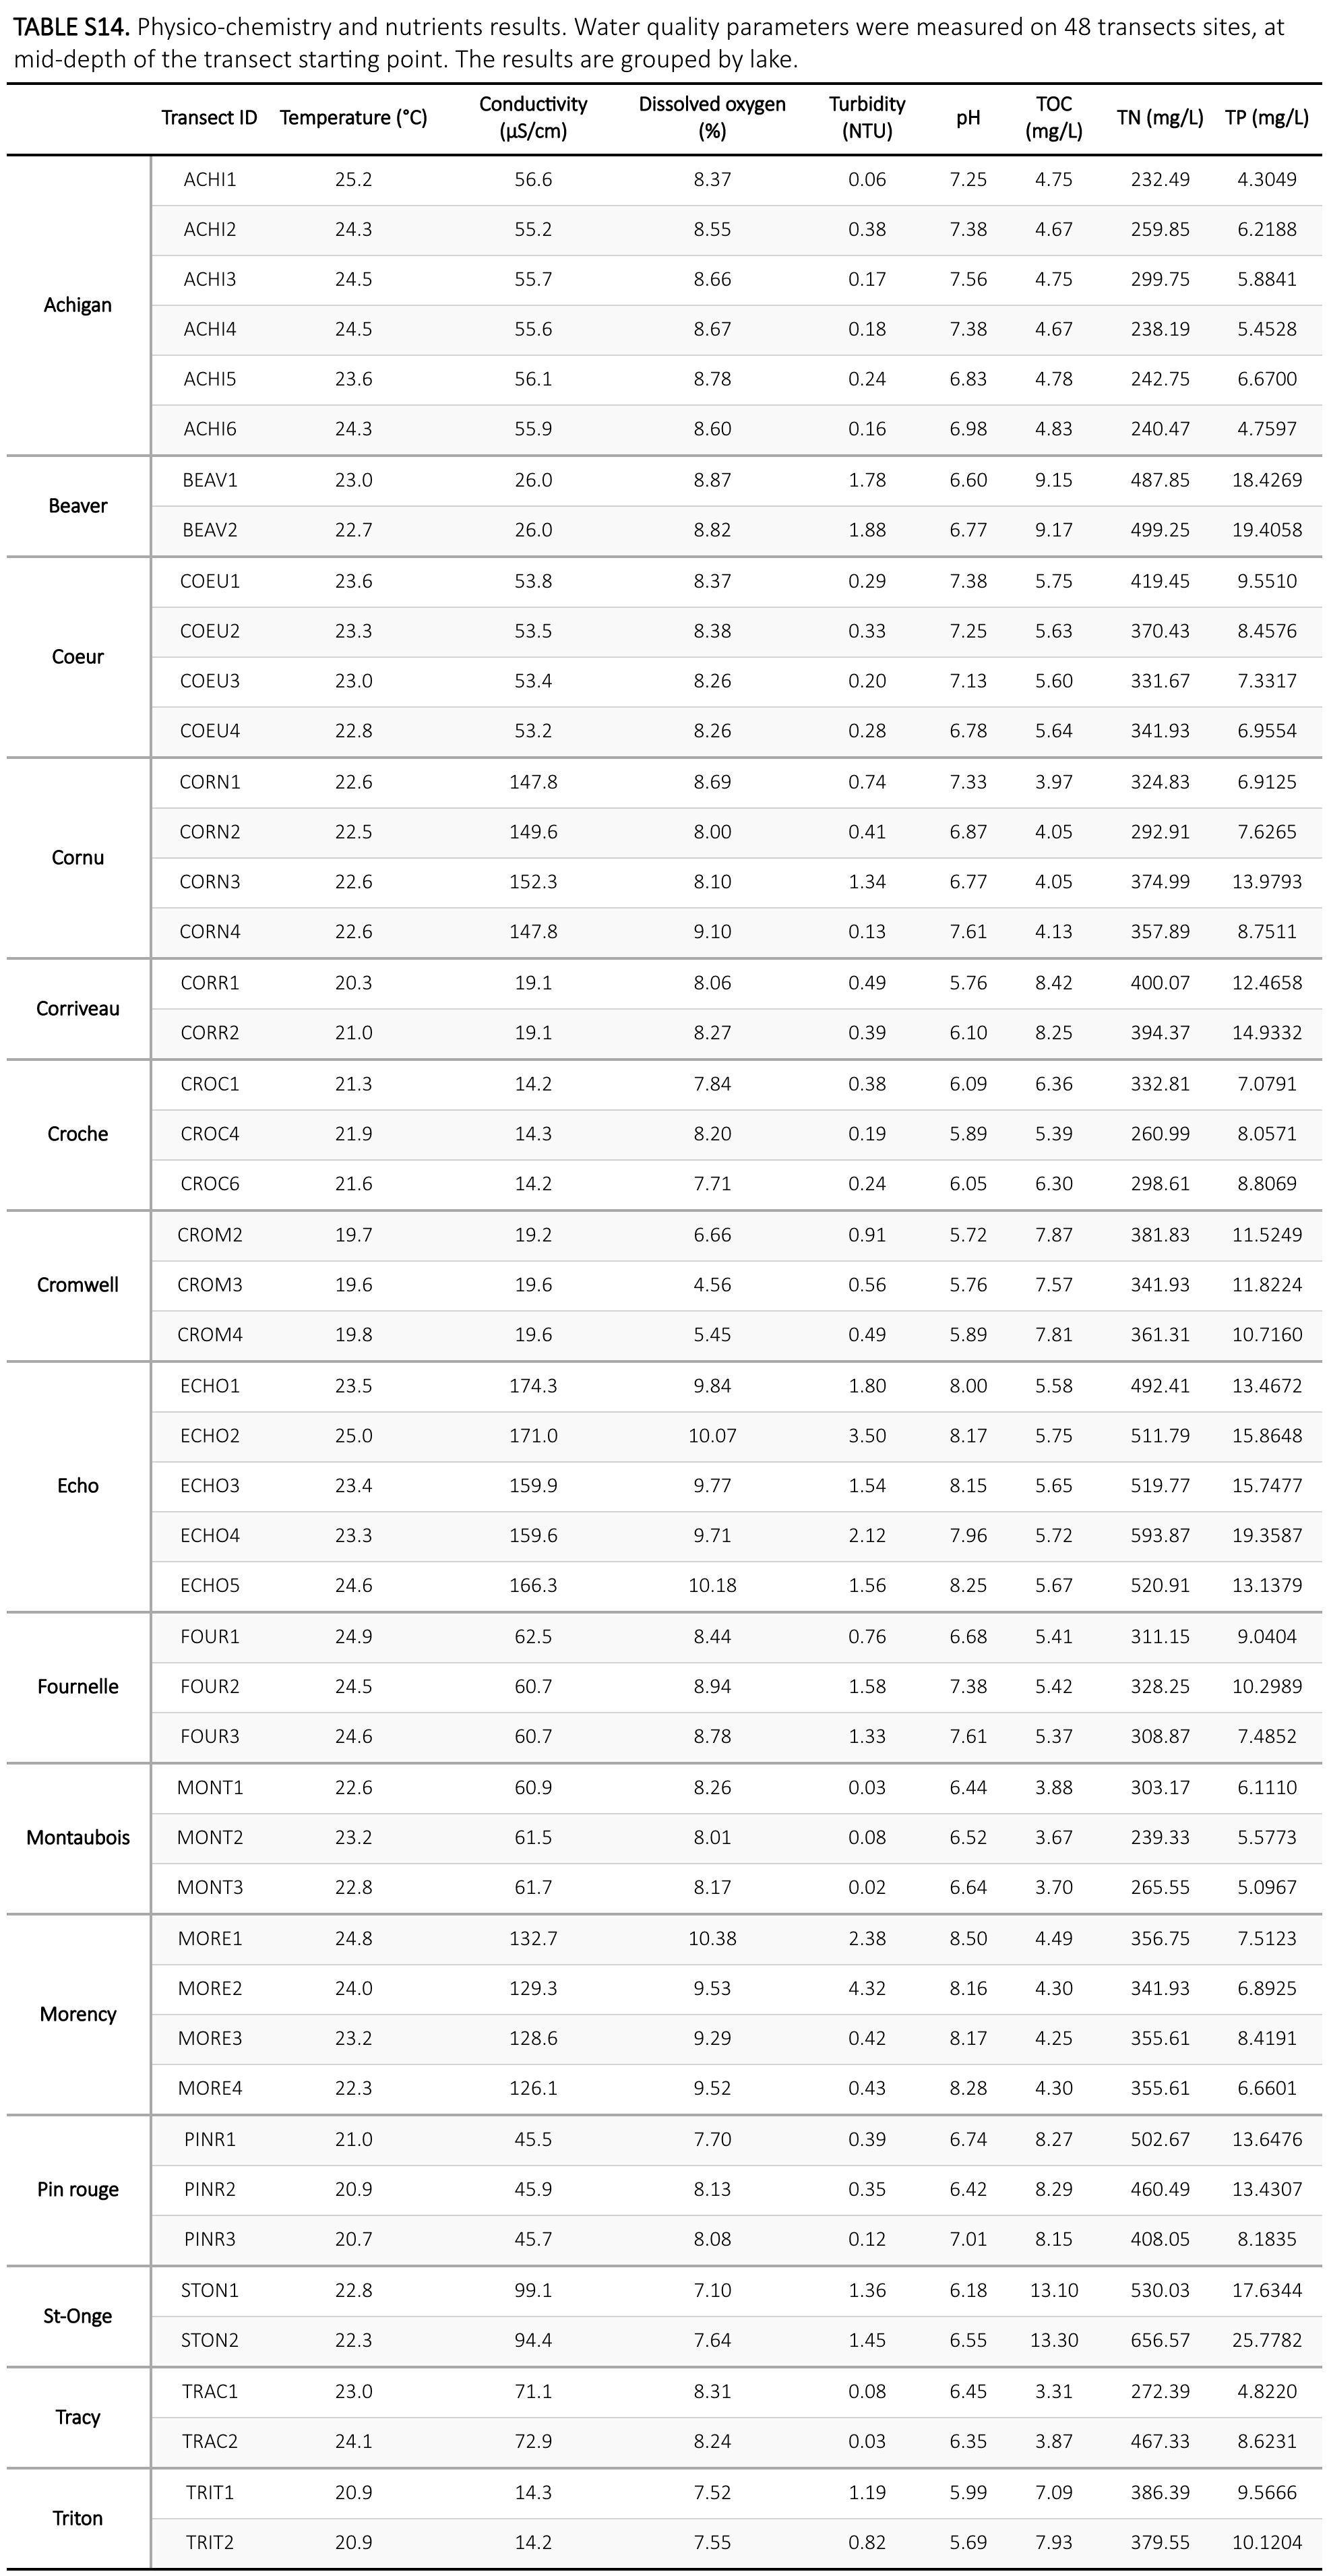 TABLE S14. Physico-chemistry and nutrients results. Water quality parameters were measured on 48 transects sites, at
mid-depth of the transect starting point. The results are grouped by lake.
Transect ID Temperature (°C) Conductivity (µS/cm) Dissolved oxygen (%) Turbidity (NTU) pH TOC (mg/L) TN (mg/L) TP (mg/L)
Achigan
ACHI1 25.2 56.6 8.37 0.06 7.25 4.75 232.49 4.3049
ACHI2 24.3 55.2 8.55 0.38 7.38 4.67 259.85 6.2188
ACHI3 24.5 55.7 8.66 0.17 7.56 4.75 299.75 5.8841
ACHI4 24.5 55.6 8.67 0.18 7.38 4.67 238.19 5.4528
ACHI5 23.6 56.1 8.78 0.24 6.83 4.78 242.75 6.6700
ACHI6 24.3 55.9 8.60 0.16 6.98 4.83 240.47 4.7597
Beaver
BEAV1 23.0 26.0 8.87 1.78 6.60 9.15 487.85 18.4269
BEAV2 22.7 26.0 8.82 1.88 6.77 9.17 499.25 19.4058
Coeur
COEU1 23.6 53.8 8.37 0.29 7.38 5.75 419.45 9.5510
COEU2 23.3 53.5 8.38 0.33 7.25 5.63 370.43 8.4576
COEU3 23.0 53.4 8.26 0.20 7.13 5.60 331.67 7.3317
COEU4 22.8 53.2 8.26 0.28 6.78 5.64 341.93 6.9554
Cornu
CORN1 22.6 147.8 8.69 0.74 7.33 3.97 324.83 6.9125
CORN2 22.5 149.6 8.00 0.41 6.87 4.05 292.91 7.6265
CORN3 22.6 152.3 8.10 1.34 6.77 4.05 374.99 13.9793
CORN4 22.6 147.8 9.10 0.13 7.61 4.13 357.89 8.7511
Corriveau
CORR1 20.3 19.1 8.06 0.49 5.76 8.42 400.07 12.4658
CORR2 21.0 19.1 8.27 0.39 6.10 8.25 394.37 14.9332
Croche
CROC1 21.3 14.2 7.84 0.38 6.09 6.36 332.81 7.0791
CROC4 21.9 14.3 8.20 0.19 5.89 5.39 260.99 8.0571
CROC6 21.6 14.2 7.71 0.24 6.05 6.30 298.61 8.8069
Cromwell
CROM2 19.7 19.2 6.66 0.91 5.72 7.87 381.83 11.5249
CROM3 19.6 19.6 4.56 0.56 5.76 7.57 341.93 11.8224
CROM4 19.8 19.6 5.45 0.49 5.89 7.81 361.31 10.7160
Echo
ECHO1 23.5 174.3 9.84 1.80 8.00 5.58 492.41 13.4672
ECHO2 25.0 171.0 10.07 3.50 8.17 5.75 511.79 15.8648
ECHO3 23.4 159.9 9.77 1.54 8.15 5.65 519.77 15.7477
ECHO4 23.3 159.6 9.71 2.12 7.96 5.72 593.87 19.3587
ECHO5 24.6 166.3 10.18 1.56 8.25 5.67 520.91 13.1379
Fournelle
FOUR1 24.9 62.5 8.44 0.76 6.68 5.41 311.15 9.0404
FOUR2 24.5 60.7 8.94 1.58 7.38 5.42 328.25 10.2989
FOUR3 24.6 60.7 8.78 1.33 7.61 5.37 308.87 7.4852
Montaubois
MONT1 22.6 60.9 8.26 0.03 6.44 3.88 303.17 6.1110
MONT2 23.2 61.5 8.01 0.08 6.52 3.67 239.33 5.5773
MONT3 22.8 61.7 8.17 0.02 6.64 3.70 265.55 5.0967
Morency
MORE1 24.8 132.7 10.38 2.38 8.50 4.49 356.75 7.5123
MORE2 24.0 129.3 9.53 4.32 8.16 4.30 341.93 6.8925
MORE3 23.2 128.6 9.29 0.42 8.17 4.25 355.61 8.4191
MORE4 22.3 126.1 9.52 0.43 8.28 4.30 355.61 6.6601
Pin rouge
PINR1 21.0 45.5 7.70 0.39 6.74 8.27 502.67 13.6476
PINR2 20.9 45.9 8.13 0.35 6.42 8.29 460.49 13.4307
PINR3 20.7 45.7 8.08 0.12 7.01 8.15 408.05 8.1835
St-Onge
STON1 22.8 99.1 7.10 1.36 6.18 13.10 530.03 17.6344
STON2 22.3 94.4 7.64 1.45 6.55 13.30 656.57 25.7782
Tracy
TRAC1 23.0 71.1 8.31 0.08 6.45 3.31 272.39 4.8220
TRAC2 24.1 72.9 8.24 0.03 6.35 3.87 467.33 8.6231
Triton
TRIT1 20.9 14.3 7.52 1.19 5.99 7.09 386.39 9.5666
TRIT2 20.9 14.2 7.55 0.82 5.69 7.93 379.55 10.1204